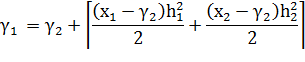 γ₁ = γ₂ + [(x₁ − γ₂)h₁²/2 + (x₂ − γ₂)h₂²/2]